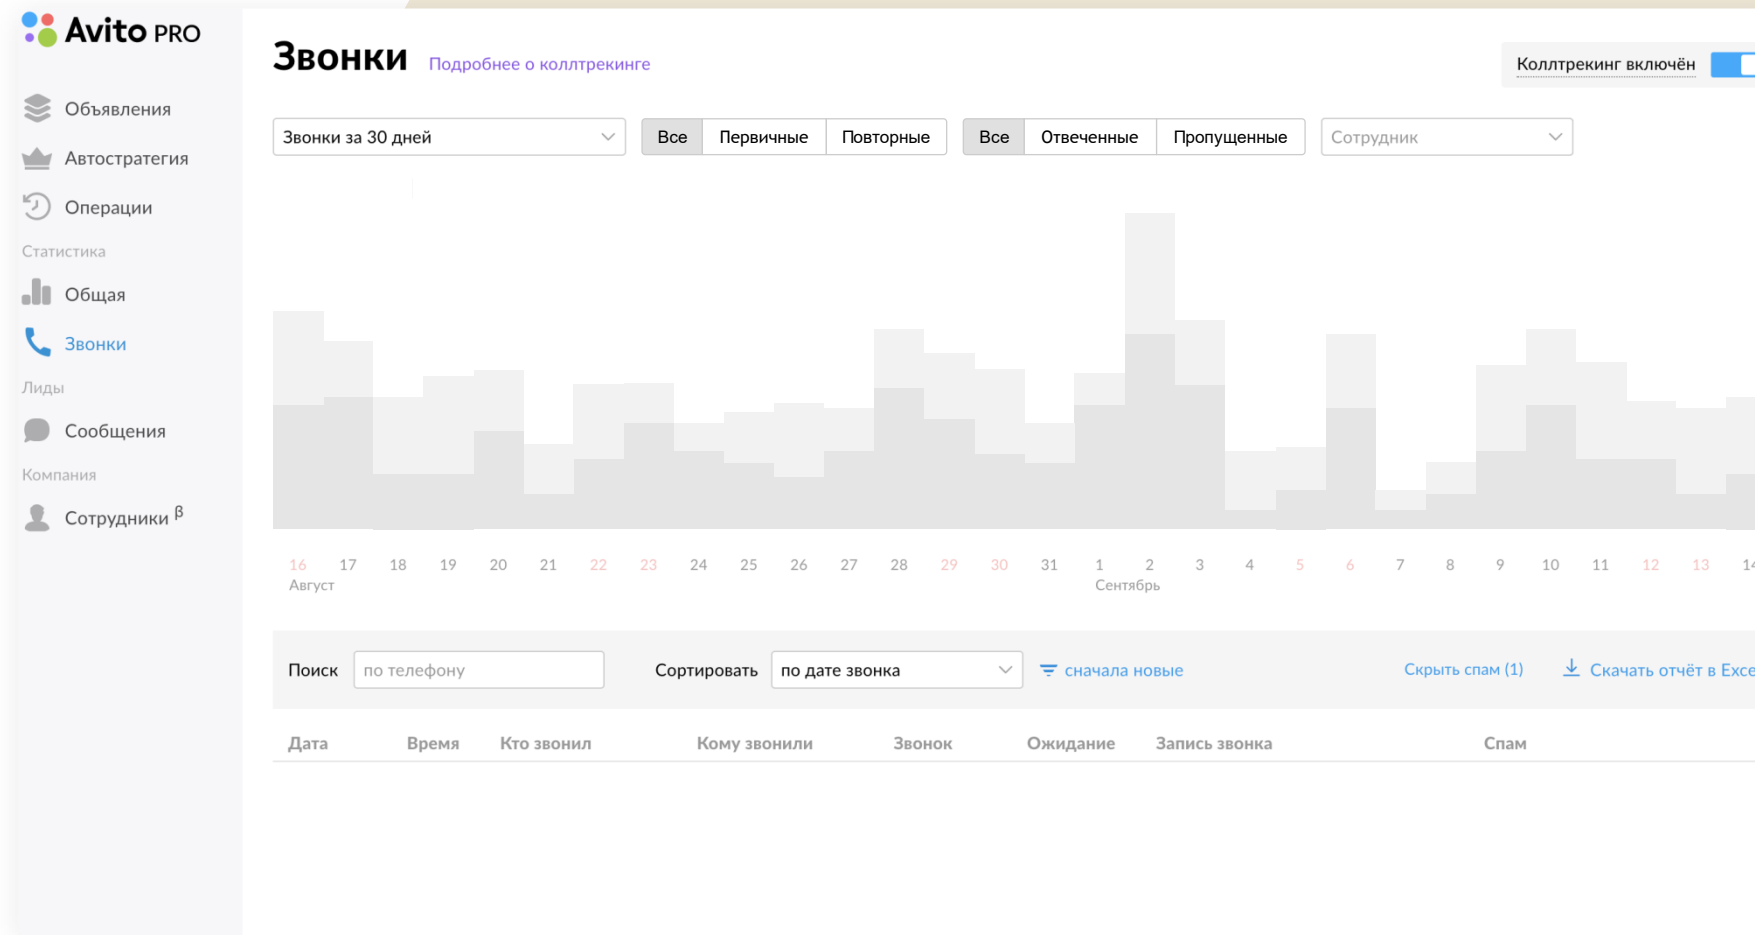 Avito PRO
Объявления
Автостратегия
Операции
Статистика
Общая
Звонки
Лиды
Сообщения
Компания
Сотрудники β
Звонки Подробнее о коллтрекинге Коллтрекинг включён
Звонки за 30 дней Все Первичные Повторные Все Отвеченные Пропущенные Сотрудник
16 17 18 19 20 21 22 23 24 25 26 27 28 29 30 31 1 2 3 4 5 6 7 8 9 10 11 12 13 14
Август Сентябрь
Поиск по телефону Сортировать по дате звонка сначала новые Скрыть спам (1) Скачать отчёт в Exce
Дата Время Кто звонил Кому звонили Звонок Ожидание Запись звонка Спам